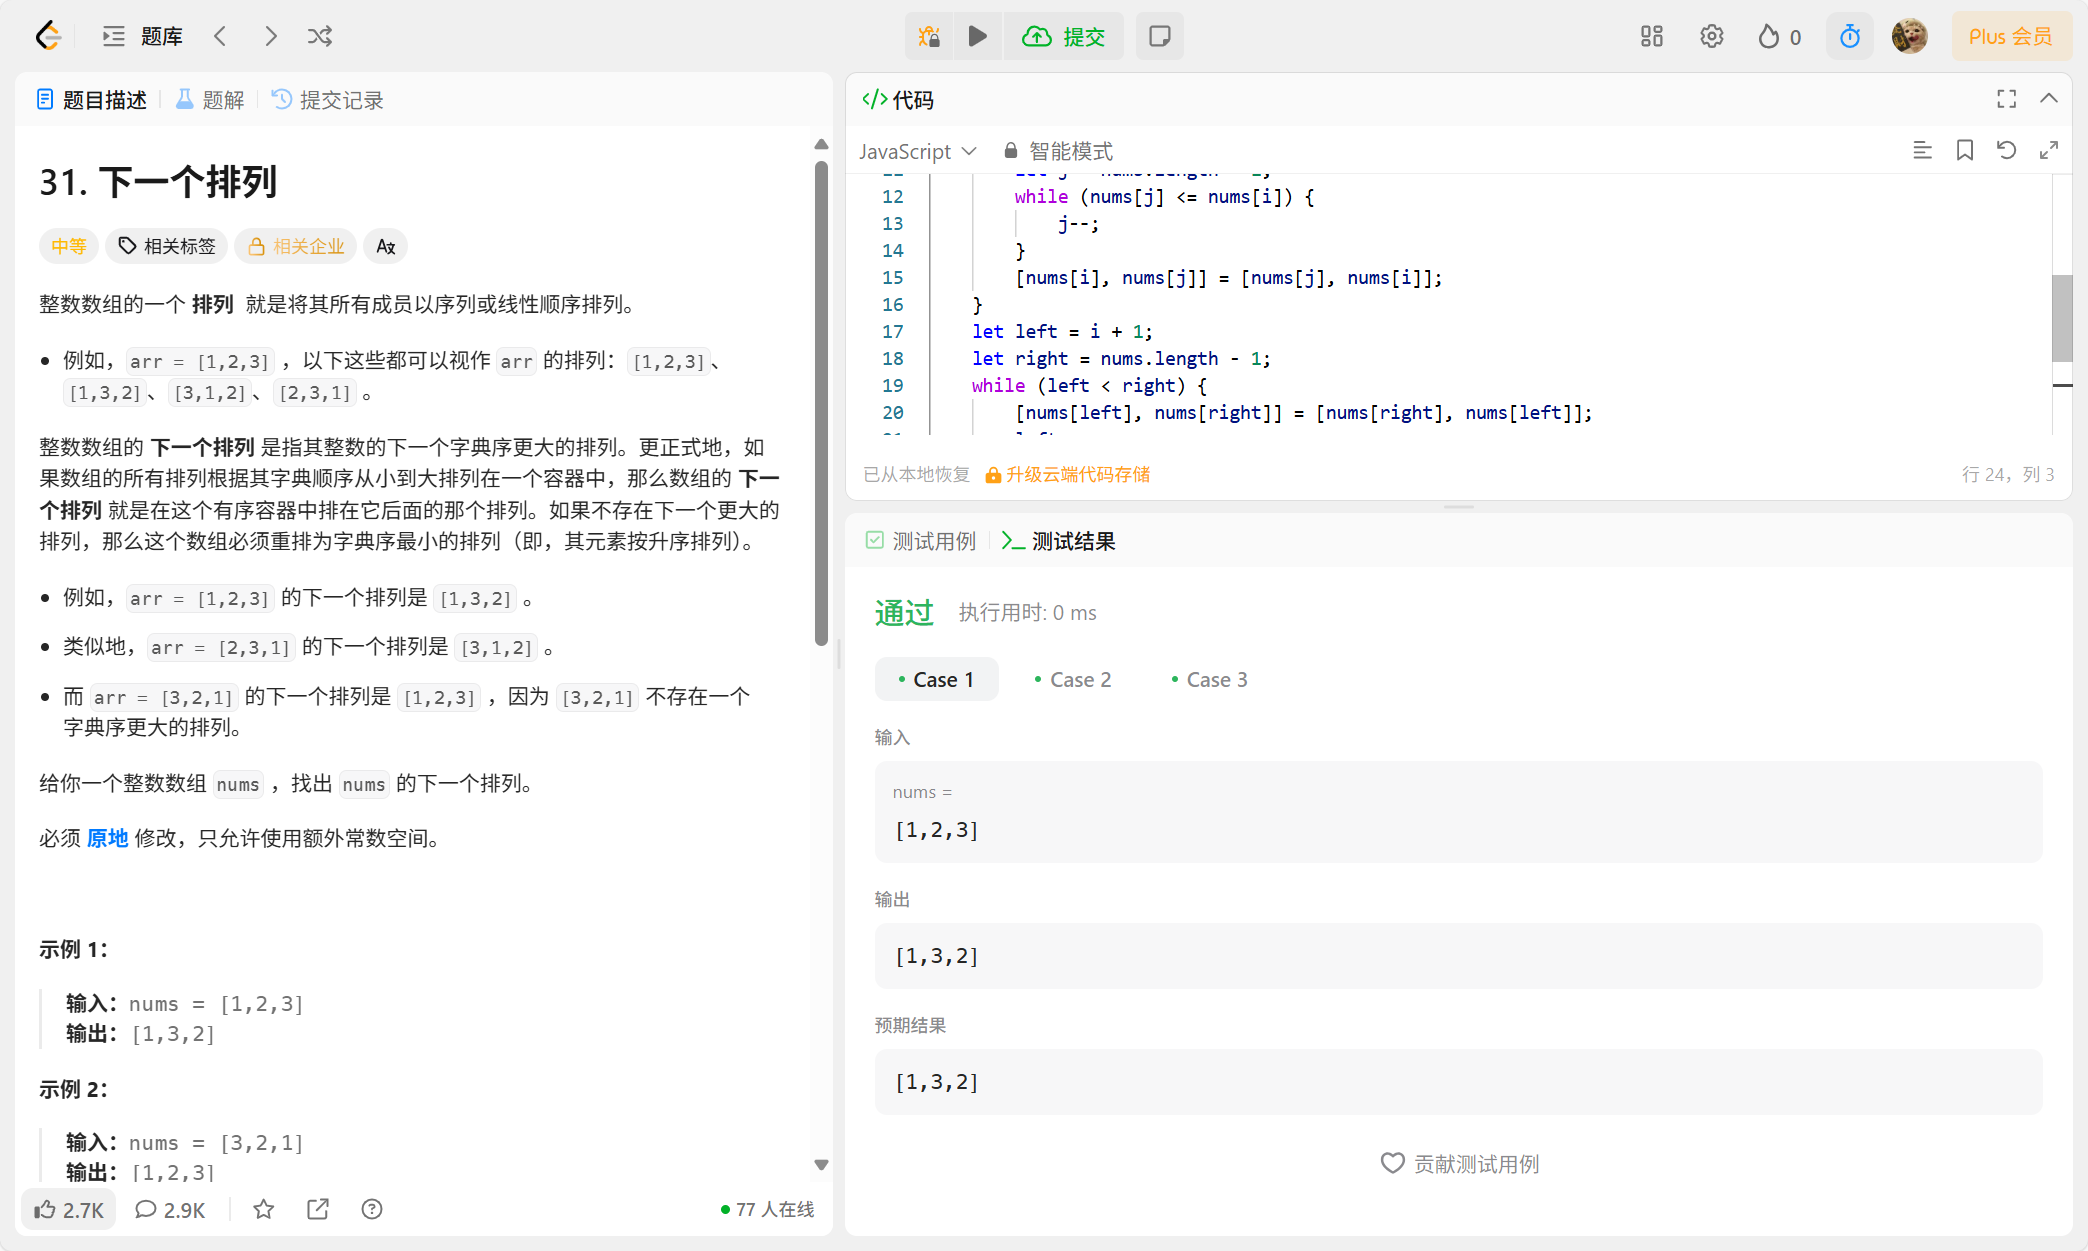 题库
提交
0
Plus 会员
题目描述
题解
提交记录
31. 下一个排列
中等
相关标签
相关企业
整数数组的一个 排列 就是将其所有成员以序列或线性顺序排列。
例如，arr = [1,2,3] ，以下这些都可以视作 arr 的排列：[1,2,3]、
[1,3,2]、[3,1,2]、[2,3,1] 。
整数数组的 下一个排列 是指其整数的下一个字典序更大的排列。更正式地，如
果数组的所有排列根据其字典顺序从小到大排列在一个容器中，那么数组的 下一
个排列 就是在这个有序容器中排在它后面的那个排列。如果不存在下一个更大的
排列，那么这个数组必须重排为字典序最小的排列（即，其元素按升序排列）。
例如，arr = [1,2,3] 的下一个排列是 [1,3,2] 。
类似地，arr = [2,3,1] 的下一个排列是 [3,1,2] 。
而 arr = [3,2,1] 的下一个排列是 [1,2,3] ，因为 [3,2,1] 不存在一个
字典序更大的排列。
给你一个整数数组 nums ，找出 nums 的下一个排列。
必须 原地 修改，只允许使用额外常数空间。
示例 1：
输入：nums = [1,2,3]
输出：[1,3,2]
示例 2：
输入：nums = [3,2,1]
输出：[1,2,3]
2.7K
2.9K
77 人在线
</> 代码
JavaScript
智能模式
12 while (nums[j] <= nums[i]) {
13 j--;
14 }
15 [nums[i], nums[j]] = [nums[j], nums[i]];
16 }
17 let left = i + 1;
18 let right = nums.length - 1;
19 while (left < right) {
20 [nums[left], nums[right]] = [nums[right], nums[left]];
已从本地恢复
升级云端代码存储
行 24，列 3
测试用例
测试结果
通过
执行用时: 0 ms
Case 1
Case 2
Case 3
输入
nums =
[1,2,3]
输出
[1,3,2]
预期结果
[1,3,2]
贡献测试用例